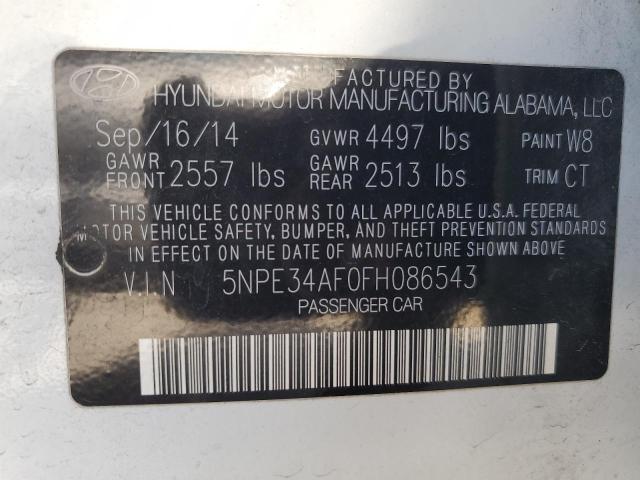 MANUFACTURED BY
HYUNDAI MOTOR MANUFACTURING ALABAMA, LLC
Sep/16/14 GVWR 4497 lbs PAINT W8
GAWR FRONT 2557 lbs GAWR REAR 2513 lbs TRIM CT
THIS VEHICLE CONFORMS TO ALL APPLICABLE U.S.A. FEDERAL
MOTOR VEHICLE SAFETY, BUMPER, AND THEFT PREVENTION STANDARDS
IN EFFECT ON THE DATE OF MANUFACTURE SHOWN ABOVE.
V.I.N 5NPE34AF0FH086543
PASSENGER CAR